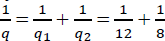 1/q = 1/q₁ + 1/q₂ = 1/12 + 1/8